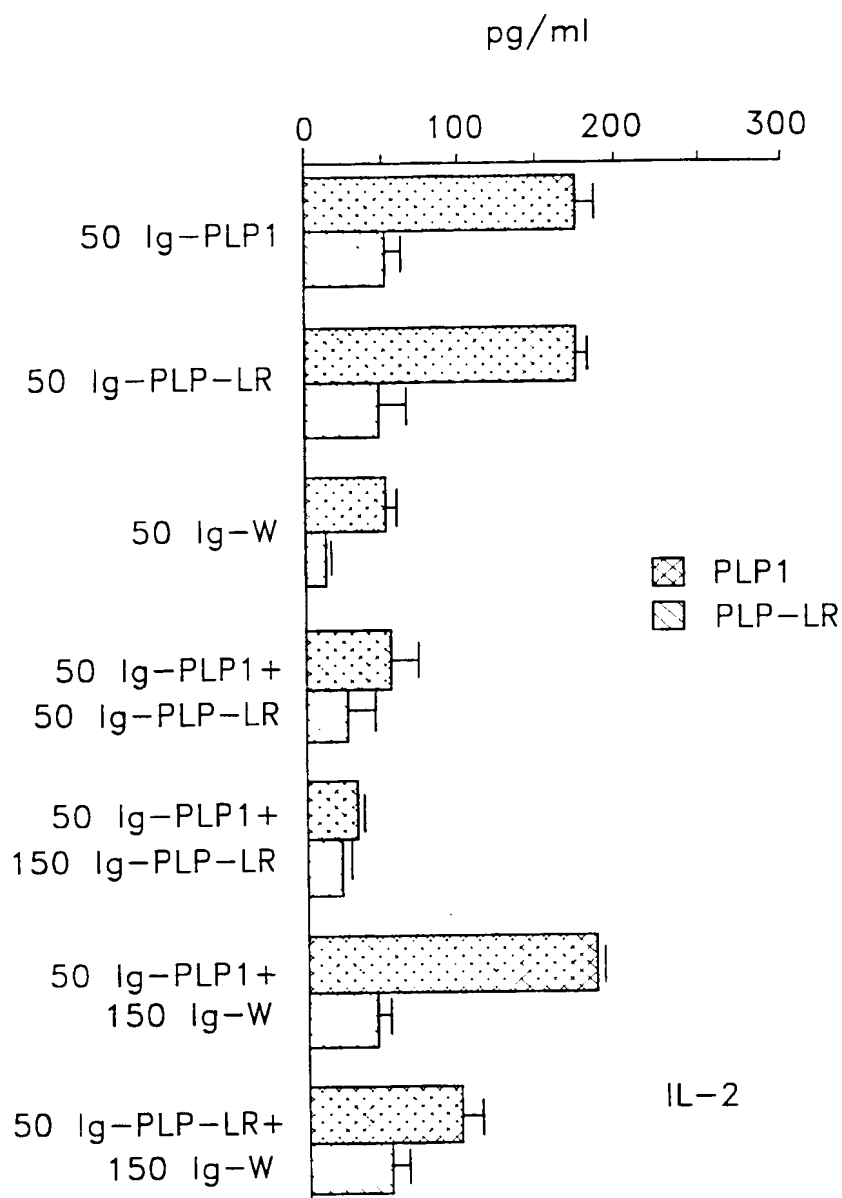 pg/ml
0 100 200 300
50 Ig-PLP1
50 Ig-PLP-LR
50 Ig-W
PLP1
PLP-LR
50 Ig-PLP1+
50 Ig-PLP-LR
50 Ig-PLP1+
150 Ig-PLP-LR
50 Ig-PLP1+
150 Ig-W
IL-2
50 Ig-PLP-LR+
150 Ig-W